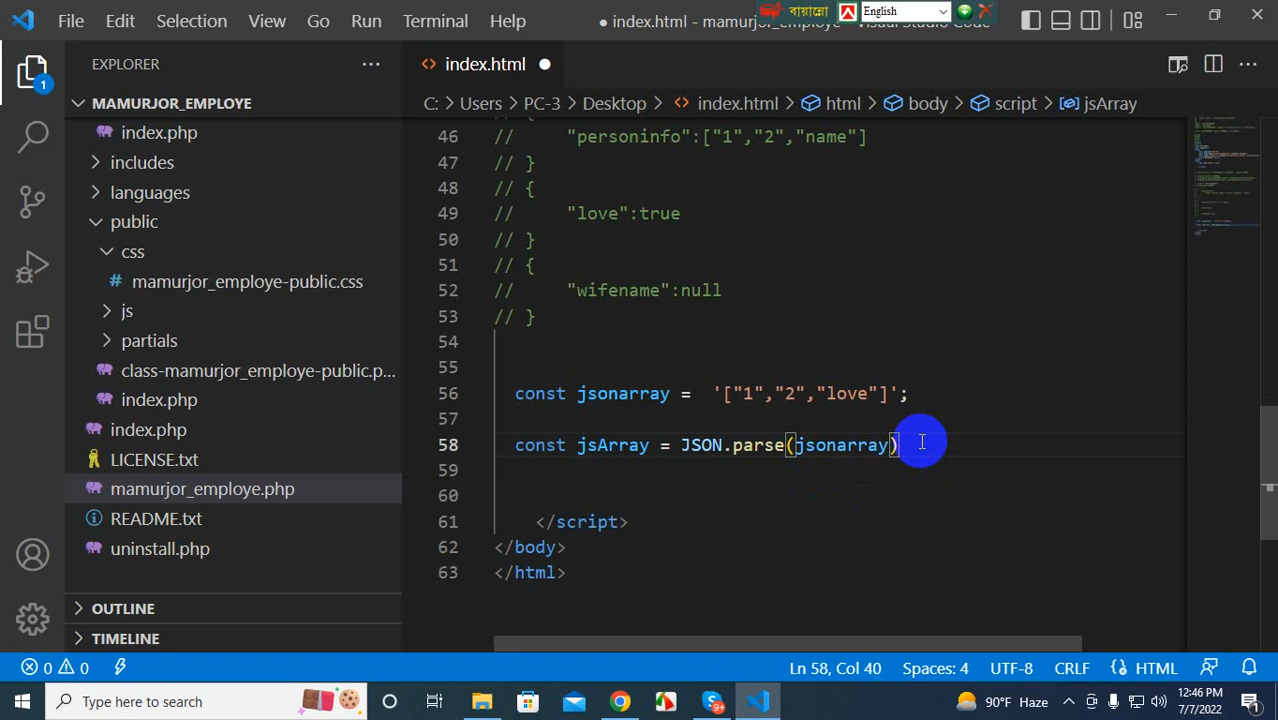 File Edit Selection View Go Run Terminal Help
● index.html - mamurjor_employe - Visual Studio Code
বায়ান্নো English
EXPLORER
MAMURJOR_EMPLOYE
index.php
includes
languages
public
css
# mamurjor_employe-public.css
js
partials
class-mamurjor_employe-public.p...
index.php
index.php
LICENSE.txt
mamurjor_employe.php
README.txt
uninstall.php
OUTLINE
TIMELINE
1
index.html
C: > Users > PC-3 > Desktop > index.html > html > body > script > jsArray
// {
46 // "personinfo":["1","2","name"]
47 // }
48 // {
49 // "love":true
50 // }
51 // {
52 // "wifename":null
53 // }
54
55
56 const jsonarray = '["1","2","love"]';
57
58 const jsArray = JSON.parse(jsonarray)
59
60
61 </script>
62 </body>
63 </html>
0 0 Ln 58, Col 40 Spaces: 4 UTF-8 CRLF HTML
Type here to search
9+
90°F Haze
12:46 PM
7/7/2022
1